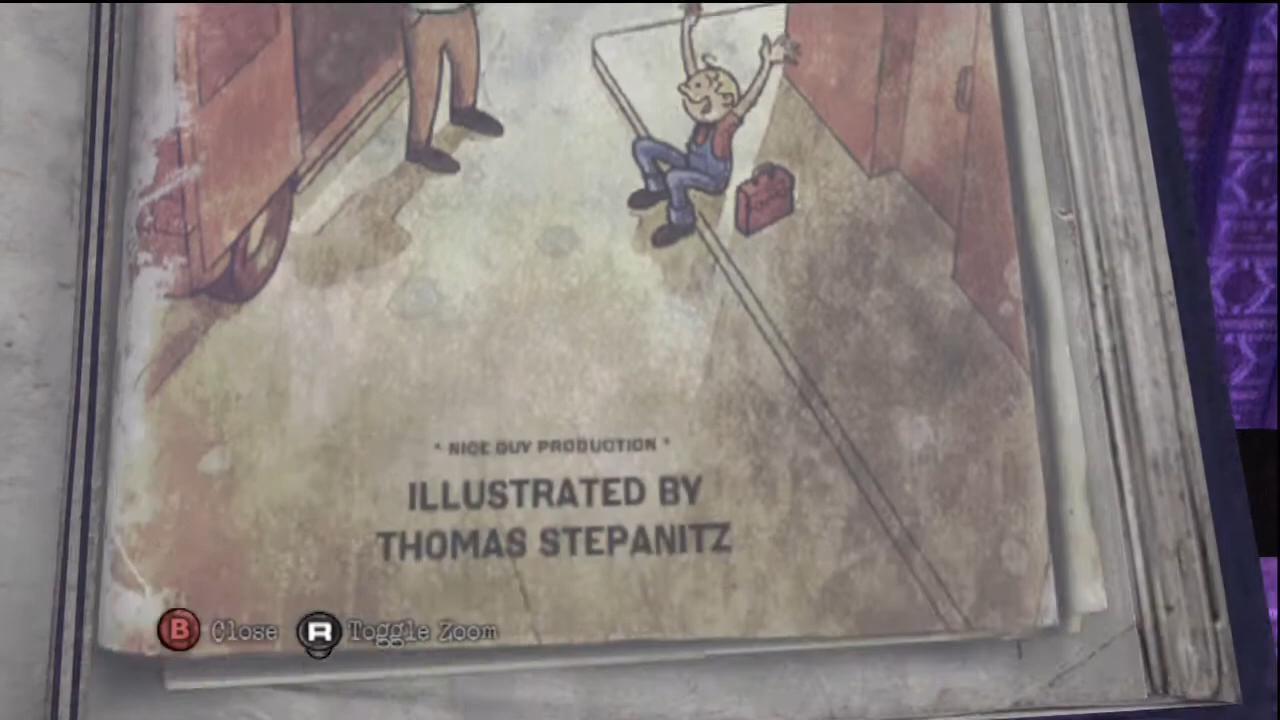 * NICE GUY PRODUCTION *
ILLUSTRATED BY
THOMAS STEPANITZ
B Close R Toggle Zoom